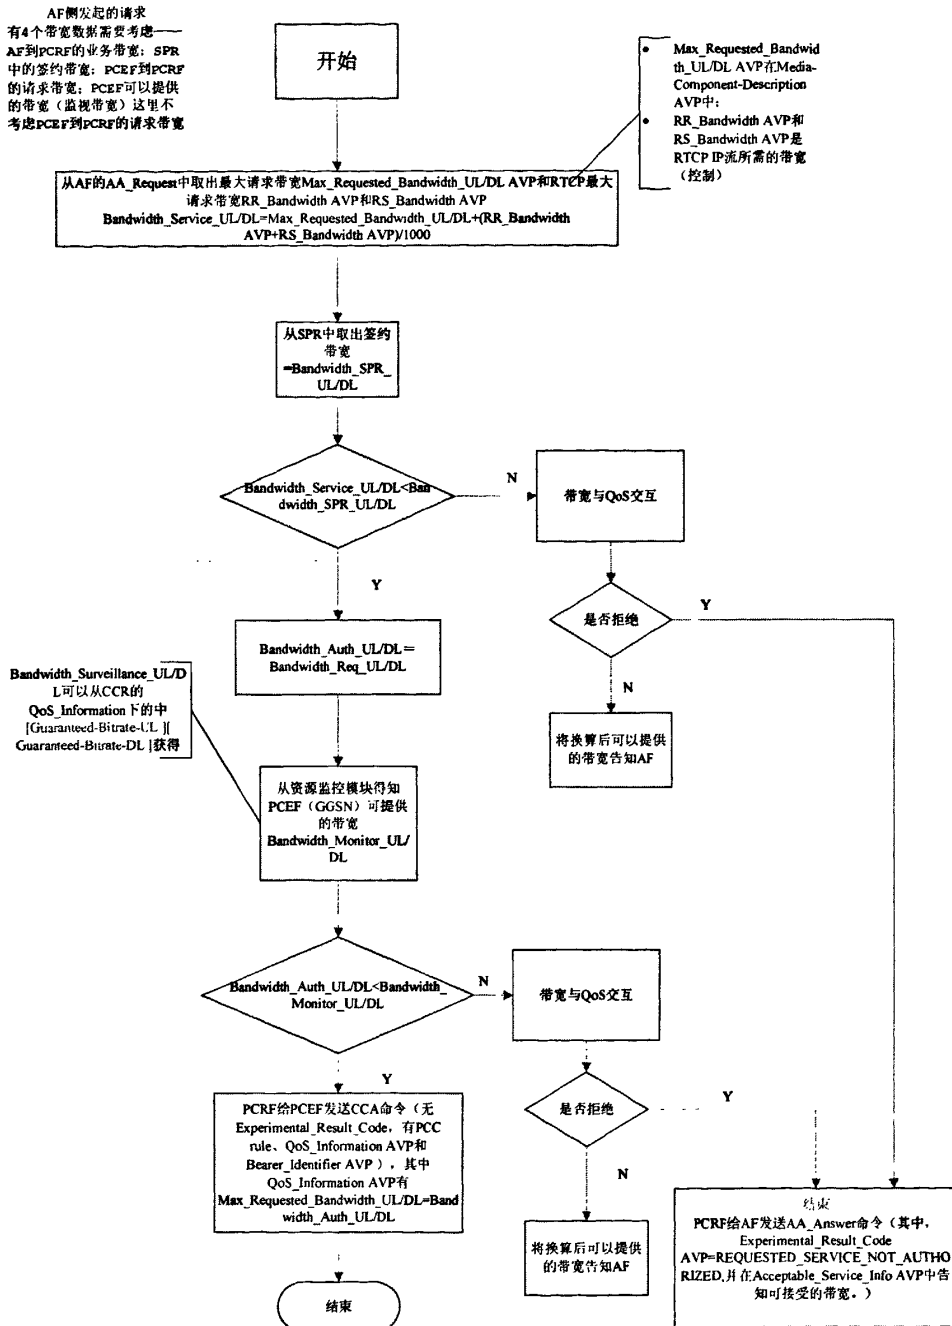 AF侧发起的请求
有4个带宽数据需要考虑——
AF到PCRF的业务带宽；SPR
中的签约带宽；PCEF到PCRF
的请求带宽；PCEF可以提供
的带宽（监视带宽）这里不
考虑PCEF到PCRF的请求带宽
开始
• Max_Requested_Bandwid
th_UL/DL AVP在Media-
Component-Description
AVP中；
• RR_Bandwidth AVP和
RS_Bandwidth AVP是
RTCP IP流所需的带宽
（控制）
从AF的AA_Request中取出最大请求带宽Max_Requested_Bandwidth_UL/DL AVP和RTCP最大
请求带宽RR_Bandwidth AVP和RS_Bandwidth AVP
Bandwidth_Service_UL/DL=Max_Requested_Bandwidth_UL/DL+(RR_Bandwidth
AVP+RS_Bandwidth AVP)/1000
从SPR中取出签约
带宽
=Bandwidth_SPR_
UL/DL
Bandwidth_Service_UL/DL<Ban
dwidth_SPR_UL/DL
N
带宽与QoS交互
Y
是否拒绝
Y
Bandwidth_Auth_UL/DL＝
Bandwidth_Req_UL/DL
N
将换算后可以提供
的带宽告知AF
Bandwidth_Surveillance_UL/D
L可以从CCR的
QoS_Information下的中
[Guaranteed-Bitrate-UL ][
Guaranteed-Bitrate-DL ]获得
从资源监控模块得知
PCEF（GGSN）可提供
的带宽
Bandwidth_Monitor_UL/
DL
Bandwidth_Auth_UL/DL<Bandwidth_
Monitor_UL/DL
N
带宽与QoS交互
Y
是否拒绝
Y
PCRF给PCEF发送CCA命令（无
Experimental_Result_Code，有PCC
rule、QoS_Information AVP和
Bearer_Identifier AVP ），其中
QoS_Information AVP有
Max_Requested_Bandwidth_UL/DL=Band
width_Auth_UL/DL
N
将换算后可以提供
的带宽告知AF
结束
结束
PCRF给AF发送AA_Answer命令（其中，
Experimental_Result_Code
AVP=REQUESTED_SERVICE_NOT_AUTHO
RIZED,并在Acceptable_Service_Info AVP中告
知可接受的带宽。）